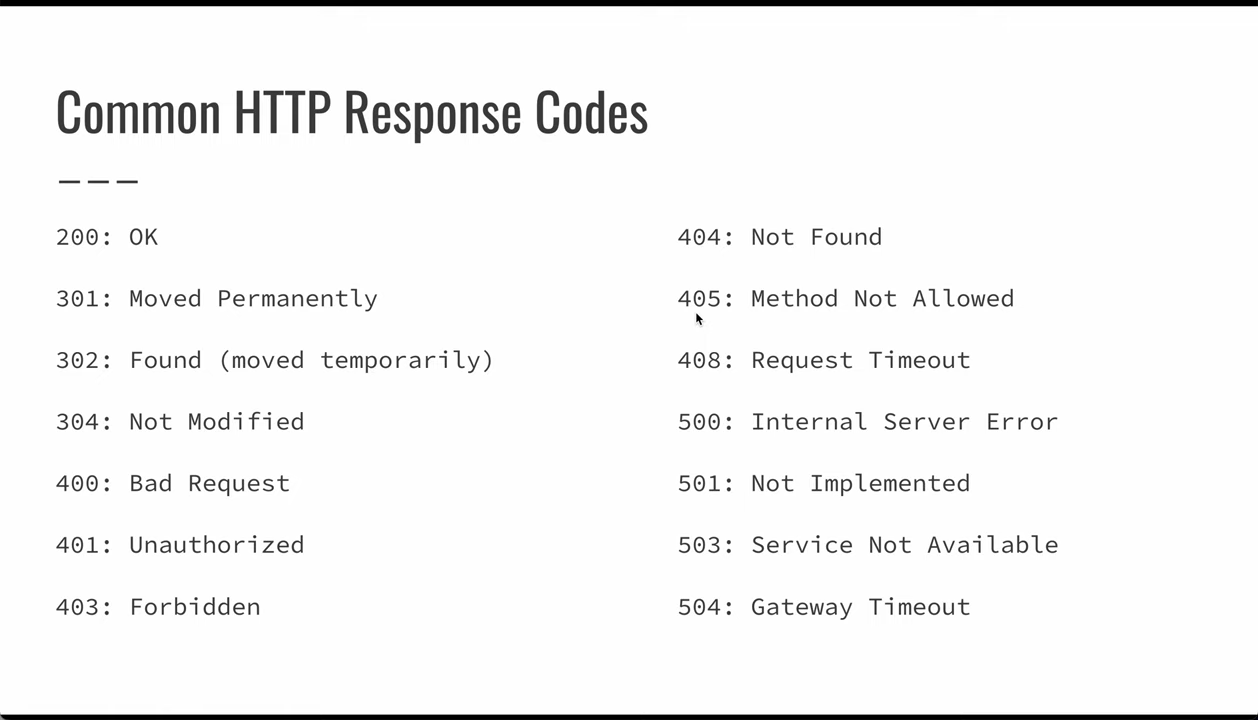 Common HTTP Response Codes
———
200: OK
301: Moved Permanently
302: Found (moved temporarily)
304: Not Modified
400: Bad Request
401: Unauthorized
403: Forbidden
404: Not Found
405: Method Not Allowed
408: Request Timeout
500: Internal Server Error
501: Not Implemented
503: Service Not Available
504: Gateway Timeout